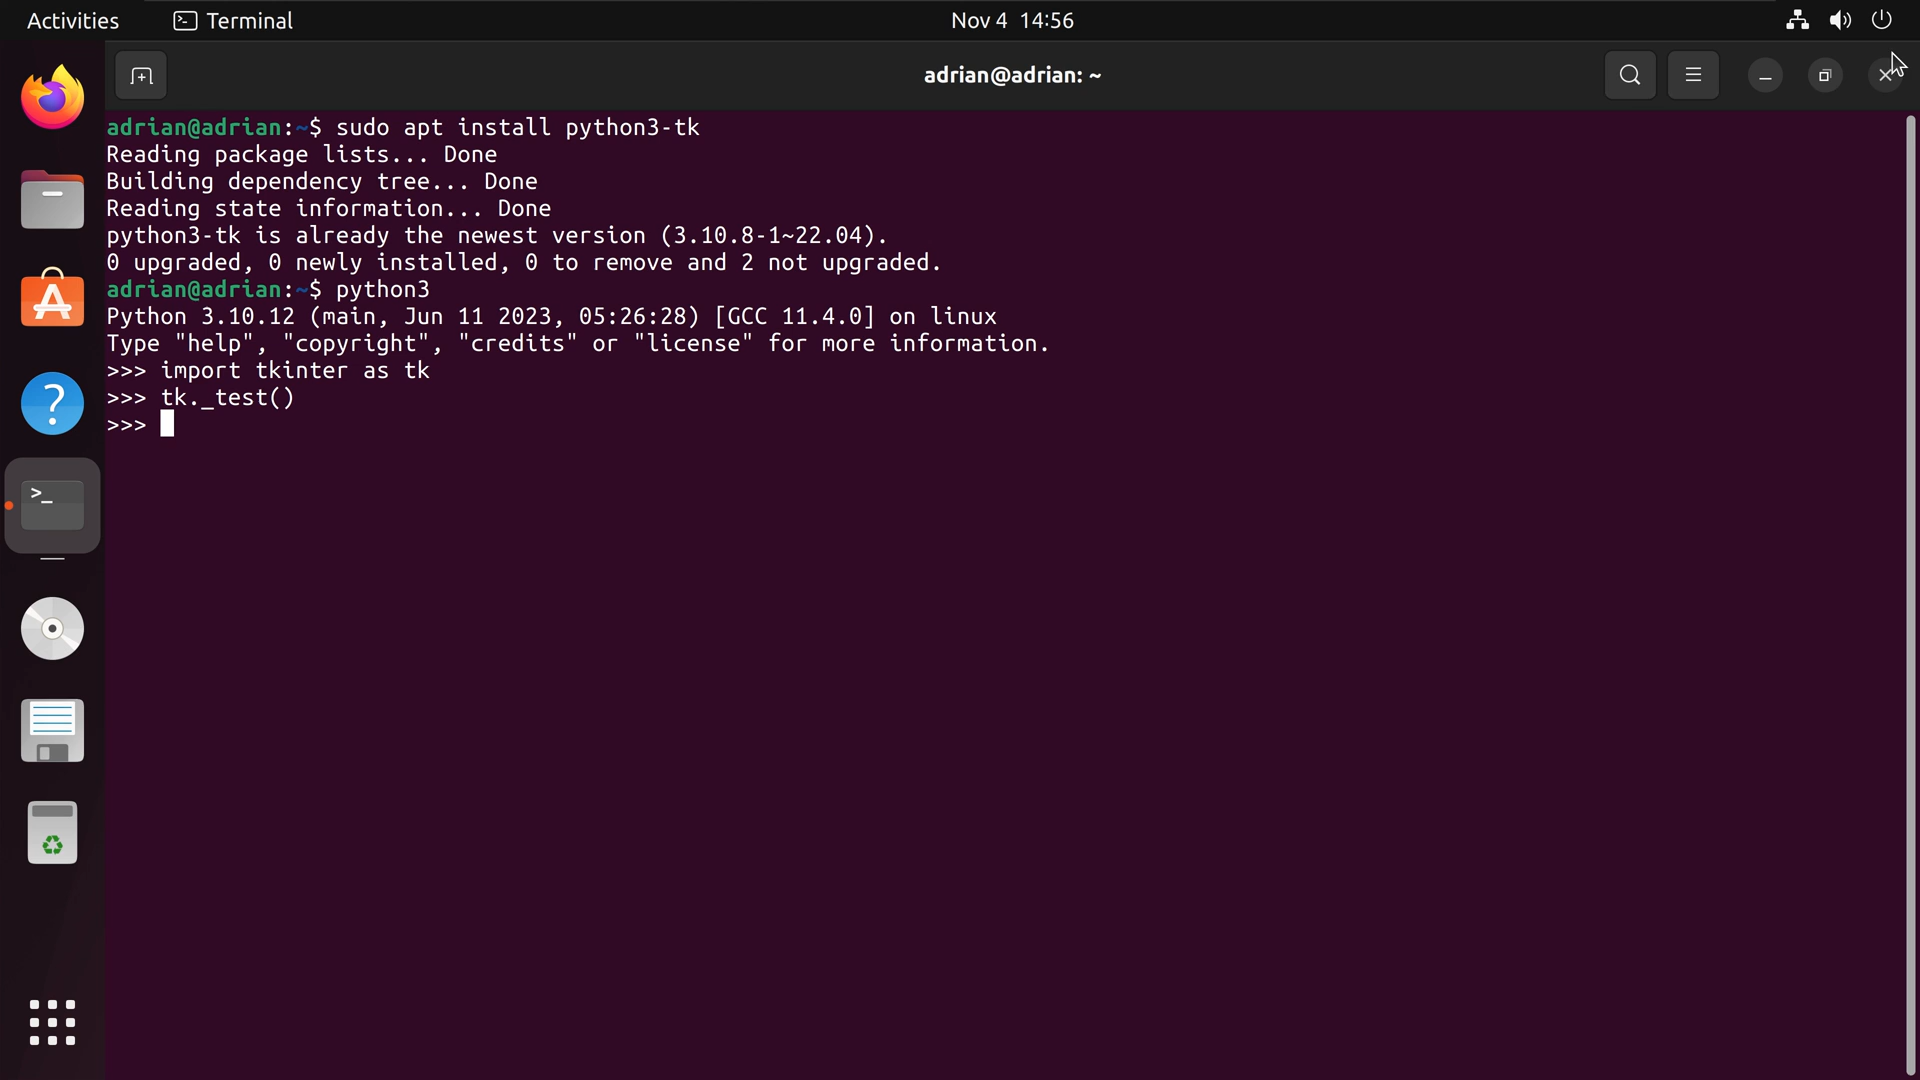 Activities
Terminal
Nov 4 14:56
adrian@adrian: ~
adrian@adrian:~$ sudo apt install python3-tk
Reading package lists... Done
Building dependency tree... Done
Reading state information... Done
python3-tk is already the newest version (3.10.8-1~22.04).
0 upgraded, 0 newly installed, 0 to remove and 2 not upgraded.
adrian@adrian:~$ python3
Python 3.10.12 (main, Jun 11 2023, 05:26:28) [GCC 11.4.0] on linux
Type "help", "copyright", "credits" or "license" for more information.
>>> import tkinter as tk
>>> tk._test()
>>>